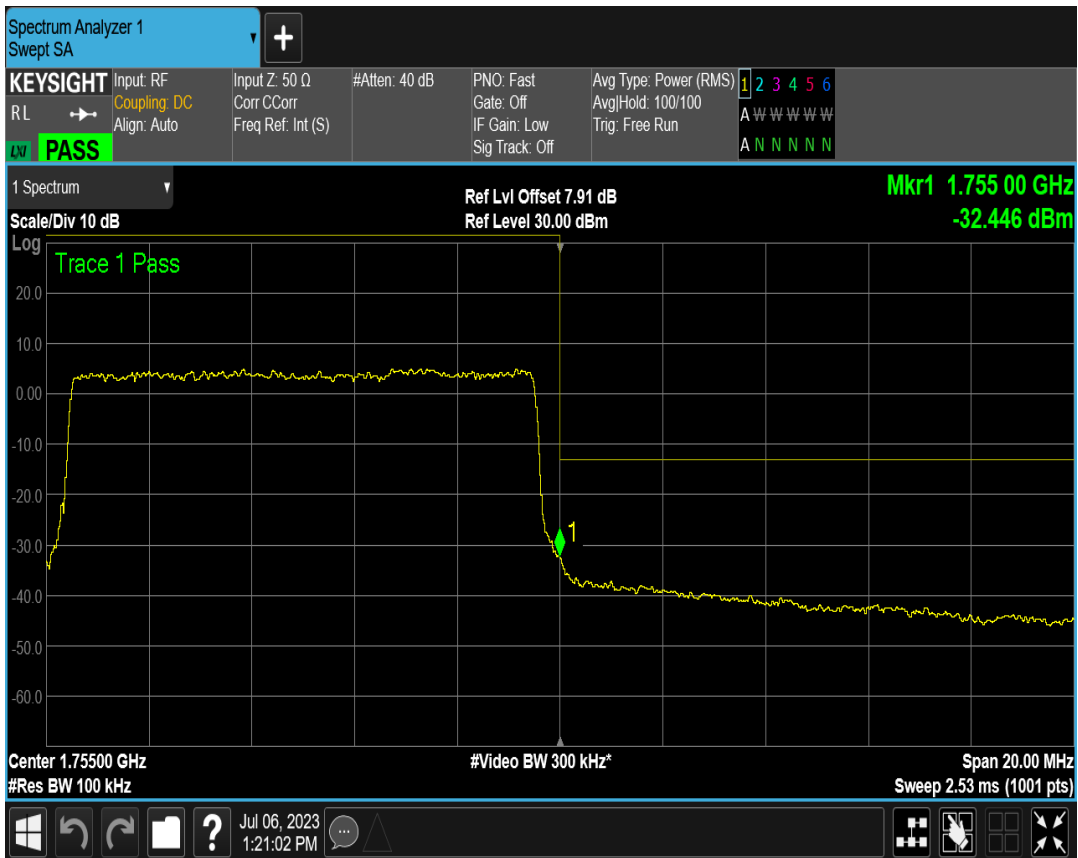 Spectrum Analyzer 1
Swept SA
+
KEYSIGHT
RL
LXI PASS
Input: RF
Coupling: DC
Align: Auto
Input Z: 50 Ω
Corr CCorr
Freq Ref: Int (S)
#Atten: 40 dB
PNO: Fast
Gate: Off
IF Gain: Low
Sig Track: Off
Avg Type: Power (RMS)
Avg|Hold: 100/100
Trig: Free Run
1 2 3 4 5 6
A W W W W W
A N N N N N
1 Spectrum
Scale/Div 10 dB
Ref Lvl Offset 7.91 dB
Ref Level 30.00 dBm
Mkr1 1.755 00 GHz
-32.446 dBm
Log
Trace 1 Pass
20.0
10.0
0.00
-10.0
-20.0
-30.0
-40.0
-50.0
-60.0
1
Center 1.75500 GHz
#Res BW 100 kHz
#Video BW 300 kHz*
Span 20.00 MHz
Sweep 2.53 ms (1001 pts)
?
Jul 06, 2023
1:21:02 PM